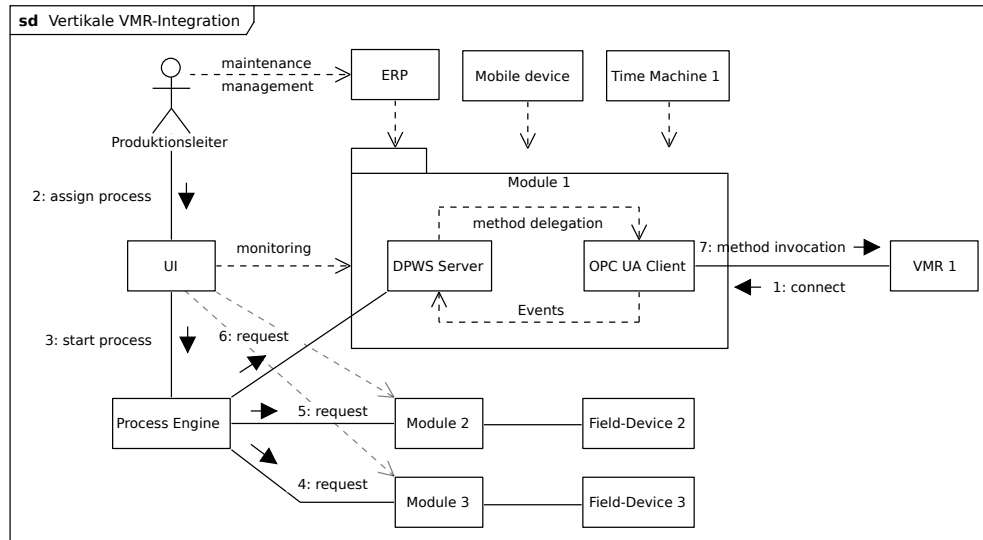 sd Vertikale VMR-Integration
maintenance
management
ERP
Mobile device
Time Machine 1
Produktionsleiter
Module 1
2: assign process
method delegation
UI
monitoring
DPWS Server
OPC UA Client
7: method invocation
VMR 1
1: connect
Events
3: start process
6: request
Process Engine
5: request
Module 2
Field-Device 2
4: request
Module 3
Field-Device 3